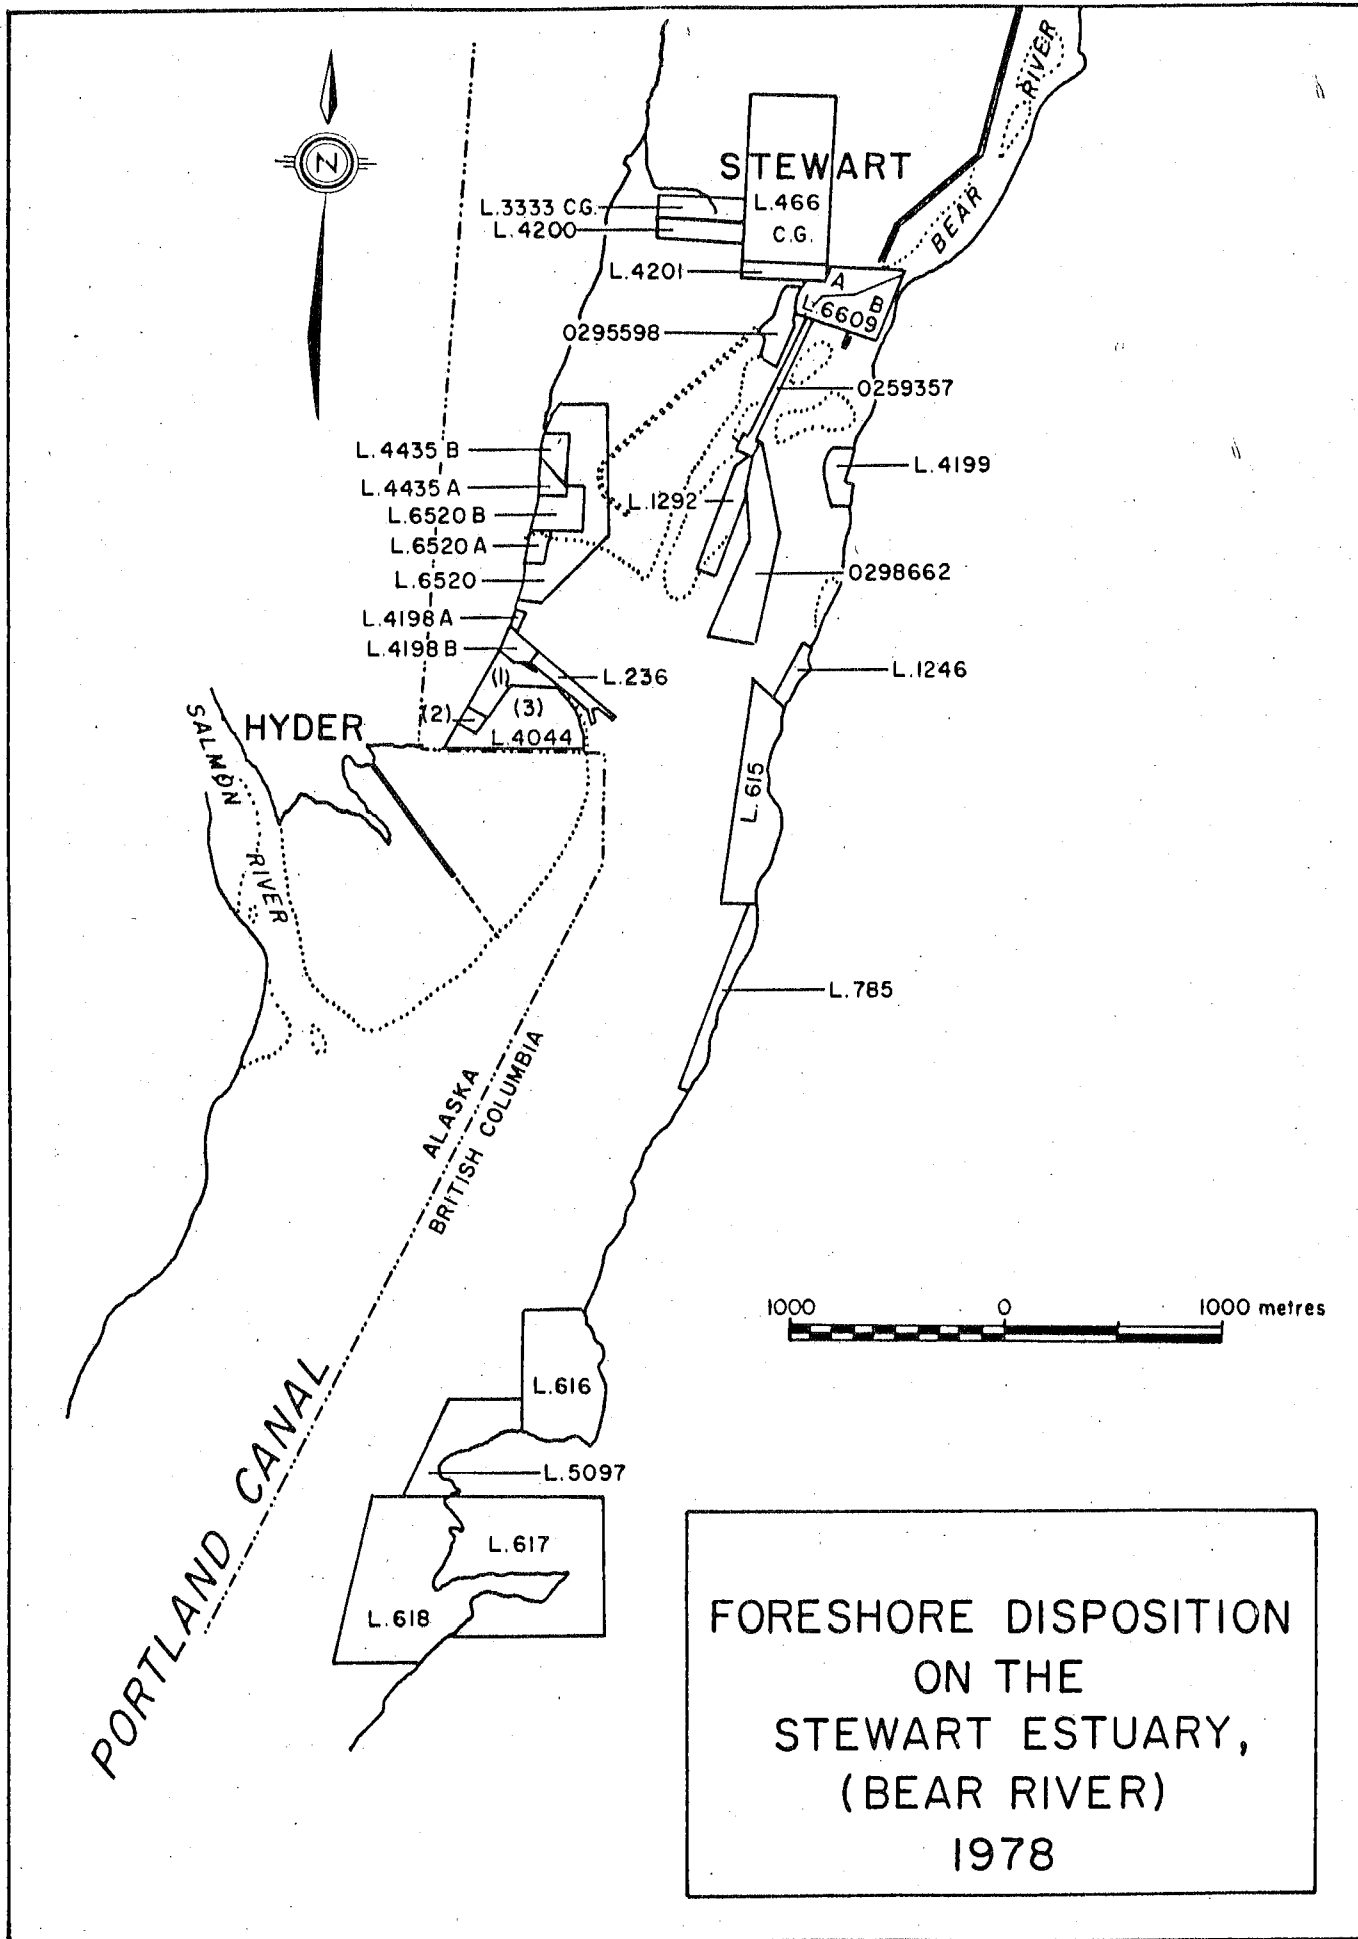 RIVER
BEAR
N
STEWART
L.3333 C.G.
L.466
C.G.
L.4200
L.4201
A
B
L.6609
0295598
0259357
L.4435 B
L.4199
L.4435 A
L.1292
L.6520 B
L.6520 A
L.6520
0298662
L.4198 A
L.4198 B
L.236
L.1246
(1)
(2)
(3)
L.4044
HYDER
SALMON
RIVER
L.615
L.785
ALASKA
BRITISH COLUMBIA
1000 0 1000 metres
L.616
L.5097
L.617
L.618
PORTLAND CANAL
FORESHORE DISPOSITION
ON THE
STEWART ESTUARY,
(BEAR RIVER)
1978